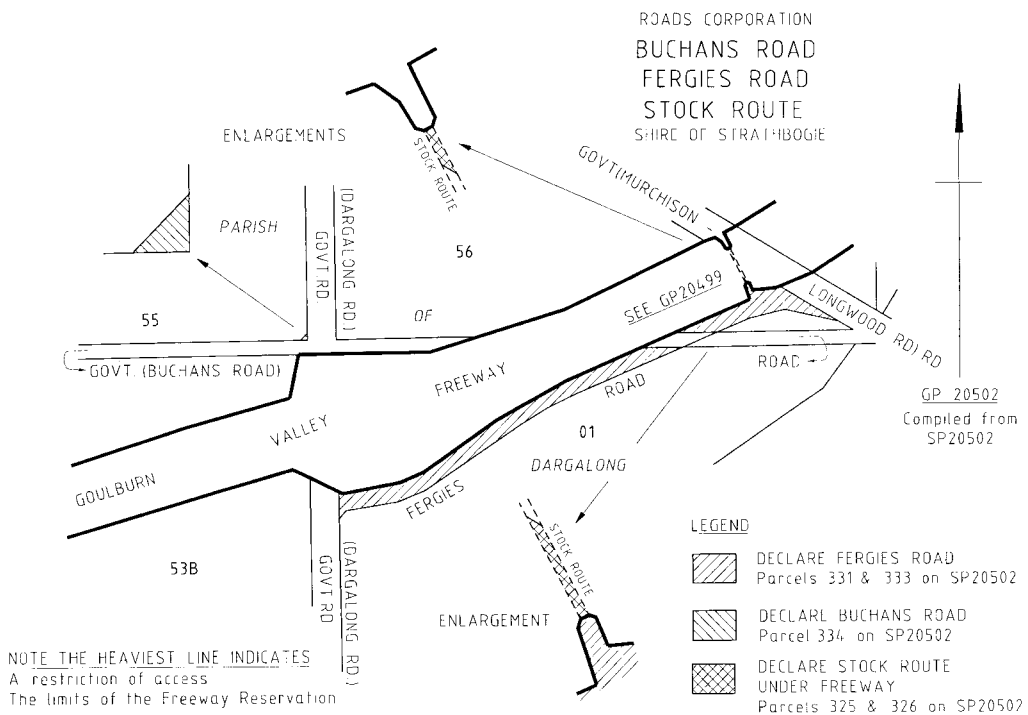 ROADS CORPORATION
BUCHANS ROAD
FERGIES ROAD
STOCK ROUTE
SHIRE OF STRATHBOGIE
ENLARGEMENTS
STOCK ROUTE
GOVT(MURCHISON
LONGWOOD RD) RD
PARISH
GOVT.RD
(DARGALONG RD.)
56
OF
SEE GP20499
55
GOVT. (BUCHANS ROAD)
FREEWAY
ROAD
ROAD
GP 20502
Compiled from
SP20502
VALLEY
01
DARGALONG
GOULBURN
FERGIES
53B
GOVT.RD
(DARGALONG RD.)
STOCK ROUTE
ENLARGEMENT
LEGEND
DECLARE FERGIES ROAD
Parcels 331 & 333 on SP20502
DECLARL BUCHANS ROAD
Parcel 334 on SP20502
DECLARE STOCK ROUTE
UNDER FREEWAY
Parcels 325 & 326 on SP20502
NOTE THE HEAVIEST LINE INDICATES
A restriction of access
The limits of the Freeway Reservation